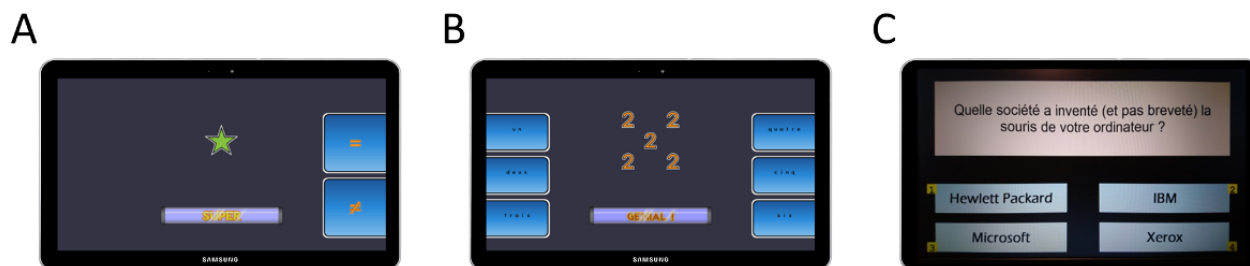 A
B
C
=
≠
SUPER
SAMSUNG
un
deux
trois
2 2
2
2 2
quatre
cinq
six
GENIAL !
SAMSUNG
Quelle société a inventé (et pas breveté) la
souris de votre ordinateur ?
1 Hewlett Packard
IBM 2
3 Microsoft
Xerox 4